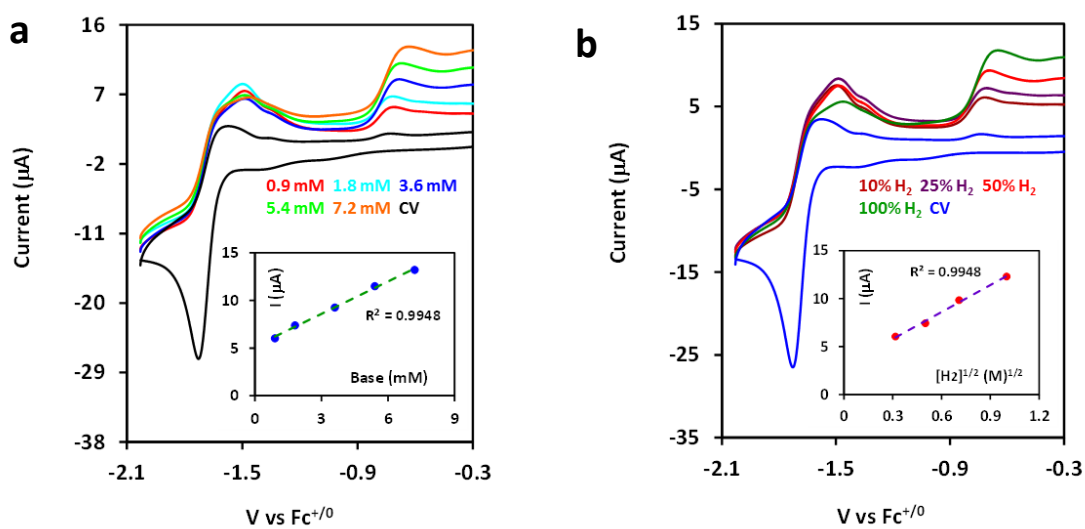 a
16
7
-2
-11
-20
-29
-38
Current (µA)
-2.1 -1.5 -0.9 -0.3
V vs Fc⁺/⁰
0.9 mM 1.8 mM 3.6 mM
5.4 mM 7.2 mM CV
15
10
5
0
I (µA)
R² = 0.9948
Base (mM)
0 3 6 9
b
15
5
-5
-15
-25
-35
Current (µA)
-2.1 -1.5 -0.9 -0.3
V vs Fc⁺/⁰
10% H₂ 25% H₂ 50% H₂
100% H₂ CV
15
10
5
0
I (µA)
R² = 0.9948
[H2]¹/² (M)¹/²
0 0.3 0.6 0.9 1.2